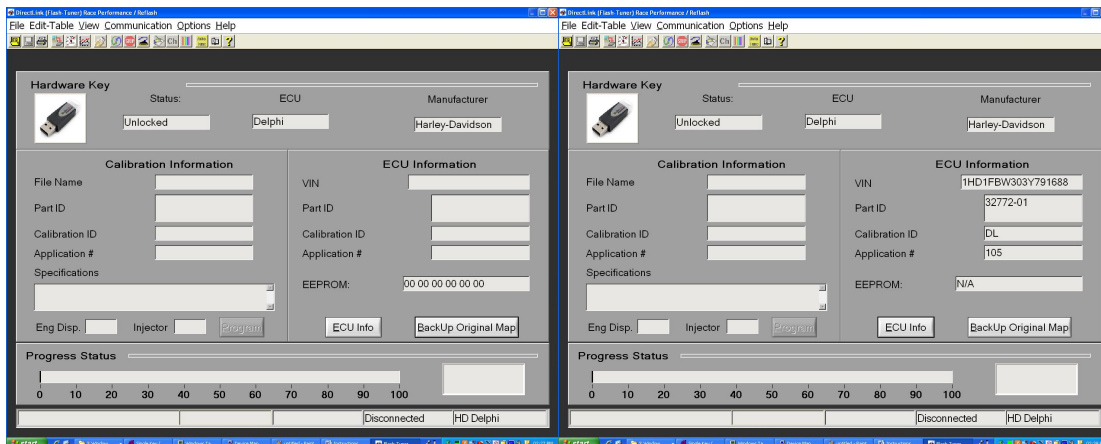 DirectLink (Flash-Tuner) Race Performance / Reflash
File Edit-Table View Communication Options Help
Hardware Key
Status:
ECU
Manufacturer
Unlocked
Delphi
Harley-Davidson
Calibration Information
File Name
Part ID
Calibration ID
Application #
Specifications
Eng Disp.
Injector
Program
ECU Information
VIN
Part ID
Calibration ID
Application #
EEPROM:
00 00 00 00 00 00
ECU Info
BackUp Original Map
Progress Status
0 10 20 30 40 50 60 70 80 90 100
Disconnected
HD Delphi
start
DirectLink (Flash-Tuner) Race Performance / Reflash
File Edit-Table View Communication Options Help
Hardware Key
Status:
ECU
Manufacturer
Unlocked
Delphi
Harley-Davidson
Calibration Information
File Name
Part ID
Calibration ID
Application #
Specifications
Eng Disp.
Injector
Program
ECU Information
VIN
1HD1FBW303Y791688
Part ID
32772-01
Calibration ID
DL
Application #
105
EEPROM:
N/A
ECU Info
BackUp Original Map
Progress Status
0 10 20 30 40 50 60 70 80 90 100
Disconnected
HD Delphi
start